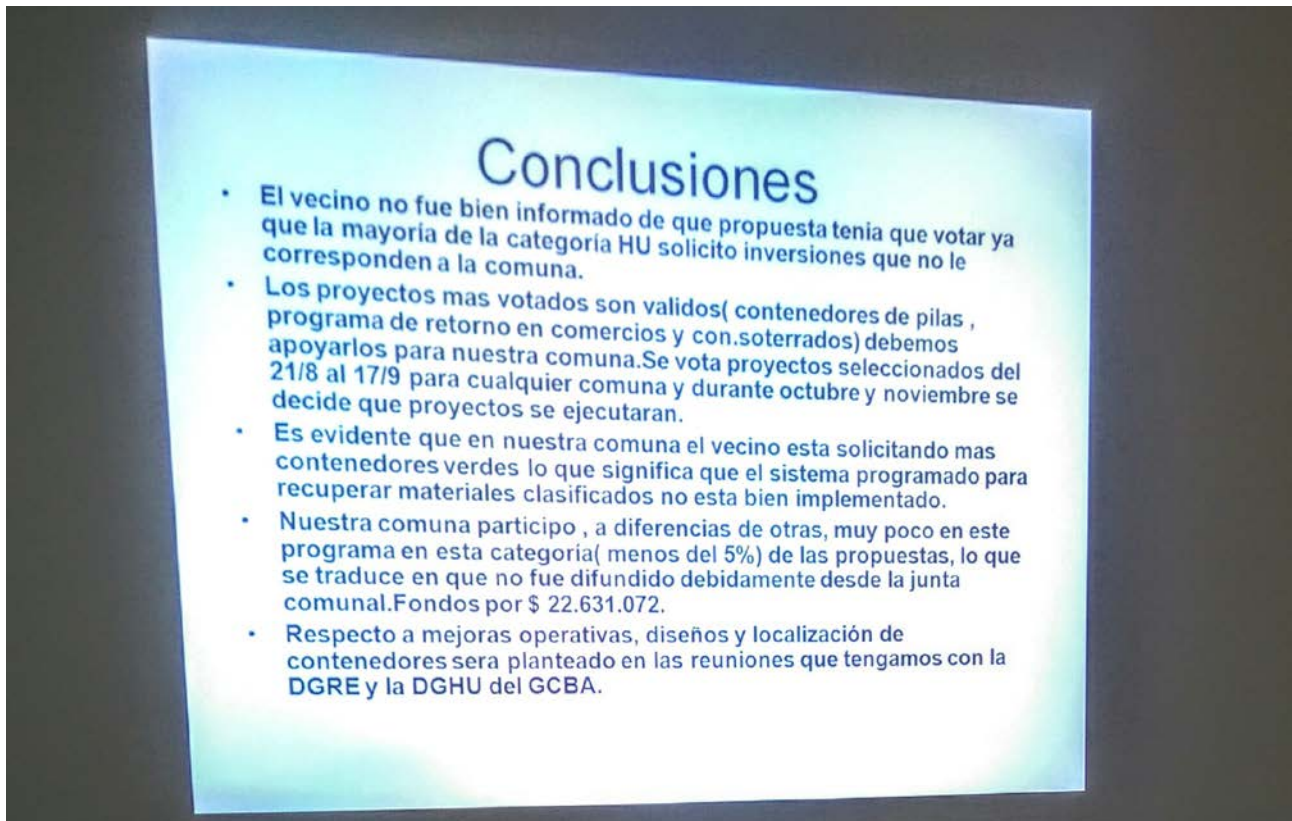 Conclusiones
• El vecino no fue bien informado de que propuesta tenia que votar ya
que la mayoría de la categoría HU solicito inversiones que no le
corresponden a la comuna.
• Los proyectos mas votados son validos( contenedores de pilas ,
programa de retorno en comercios y con.soterrados) debemos
apoyarlos para nuestra comuna.Se vota proyectos seleccionados del
21/8 al 17/9 para cualquier comuna y durante octubre y noviembre se
decide que proyectos se ejecutaran.
• Es evidente que en nuestra comuna el vecino esta solicitando mas
contenedores verdes lo que significa que el sistema programado para
recuperar materiales clasificados no esta bien implementado.
• Nuestra comuna participo , a diferencias de otras, muy poco en este
programa en esta categoria( menos del 5%) de las propuestas, lo que
se traduce en que no fue difundido debidamente desde la junta
comunal.Fondos por $ 22.631.072.
• Respecto a mejoras operativas, diseños y localización de
contenedores sera planteado en las reuniones que tengamos con la
DGRE y la DGHU del GCBA.